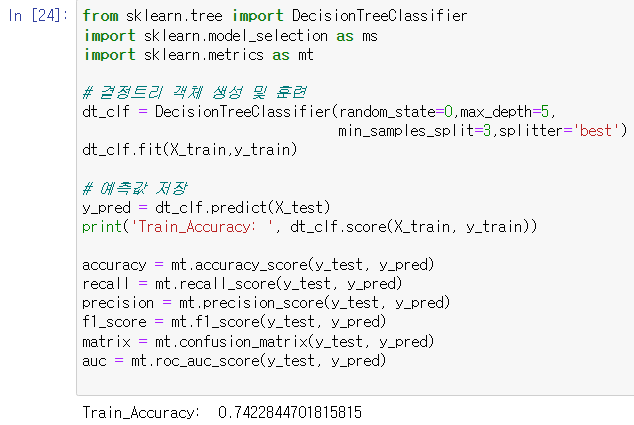 In [24]: from sklearn.tree import DecisionTreeClassifier
import sklearn.model_selection as ms
import sklearn.metrics as mt
# 결정트리 객체 생성 및 훈련
dt_clf = DecisionTreeClassifier(random_state=0,max_depth=5,
min_samples_split=3,splitter='best')
dt_clf.fit(X_train,y_train)
# 예측값 저장
y_pred = dt_clf.predict(X_test)
print('Train_Accuracy: ', dt_clf.score(X_train, y_train))
accuracy = mt.accuracy_score(y_test, y_pred)
recall = mt.recall_score(y_test, y_pred)
precision = mt.precision_score(y_test, y_pred)
f1_score = mt.f1_score(y_test, y_pred)
matrix = mt.confusion_matrix(y_test, y_pred)
auc = mt.roc_auc_score(y_test, y_pred)
Train_Accuracy:  0.7422844701815815